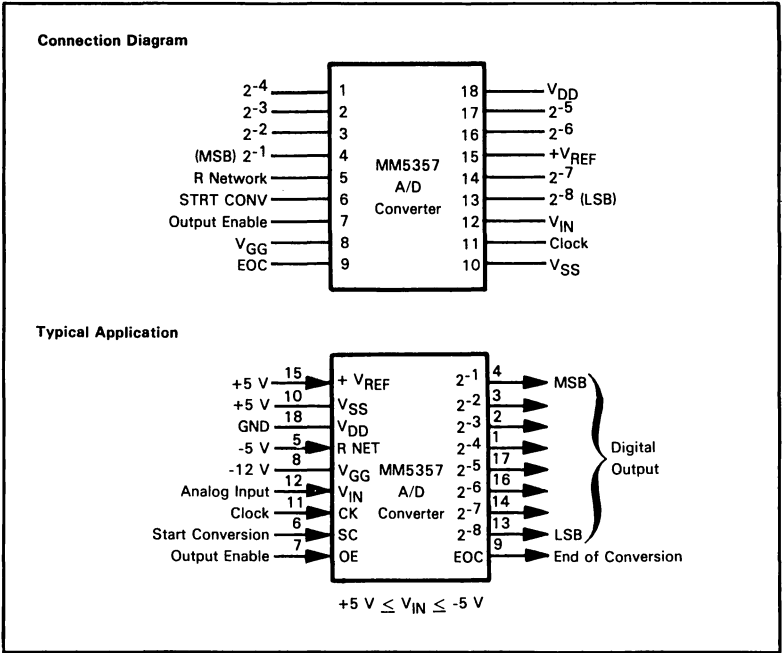 Connection Diagram
2-4 1 18 VDD
2-3 2 17 2-5
2-2 3 16 2-6
(MSB) 2-1 4 15 +VREF
R Network 5 14 2-7
STRT CONV 6 13 2-8 (LSB)
Output Enable 7 12 VIN
VGG 8 11 Clock
EOC 9 10 VSS
MM5357
A/D
Converter
Typical Application
+5 V 15 + VREF 2-1 4 MSB
+5 V 10 VSS 2-2 3
GND 18 VDD 2-3 2
-5 V 5 R NET 2-4 1
-12 V 8 VGG 2-5 17
Analog Input 12 VIN 2-6 16
Clock 11 CK 2-7 14
Start Conversion 6 SC 2-8 13 LSB
Output Enable 7 OE EOC 9 End of Conversion
MM5357
A/D
Converter
Digital
Output
+5 V ≤ VIN ≤ -5 V